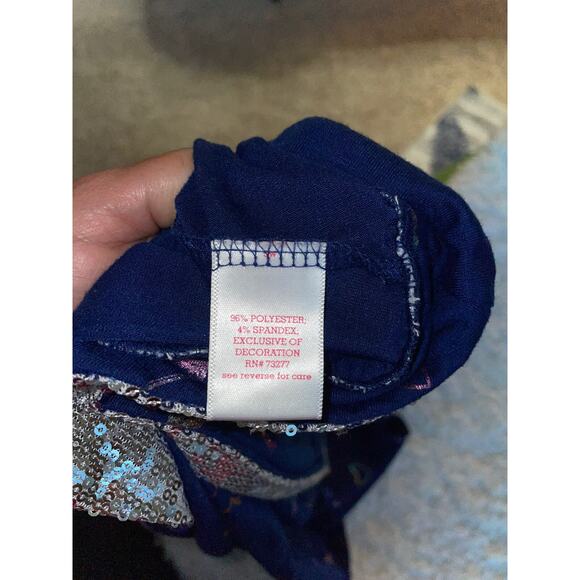 96% POLYESTER;
4% SPANDEX;
EXCLUSIVE OF
DECORATION
RN# 73277
see reverse for care